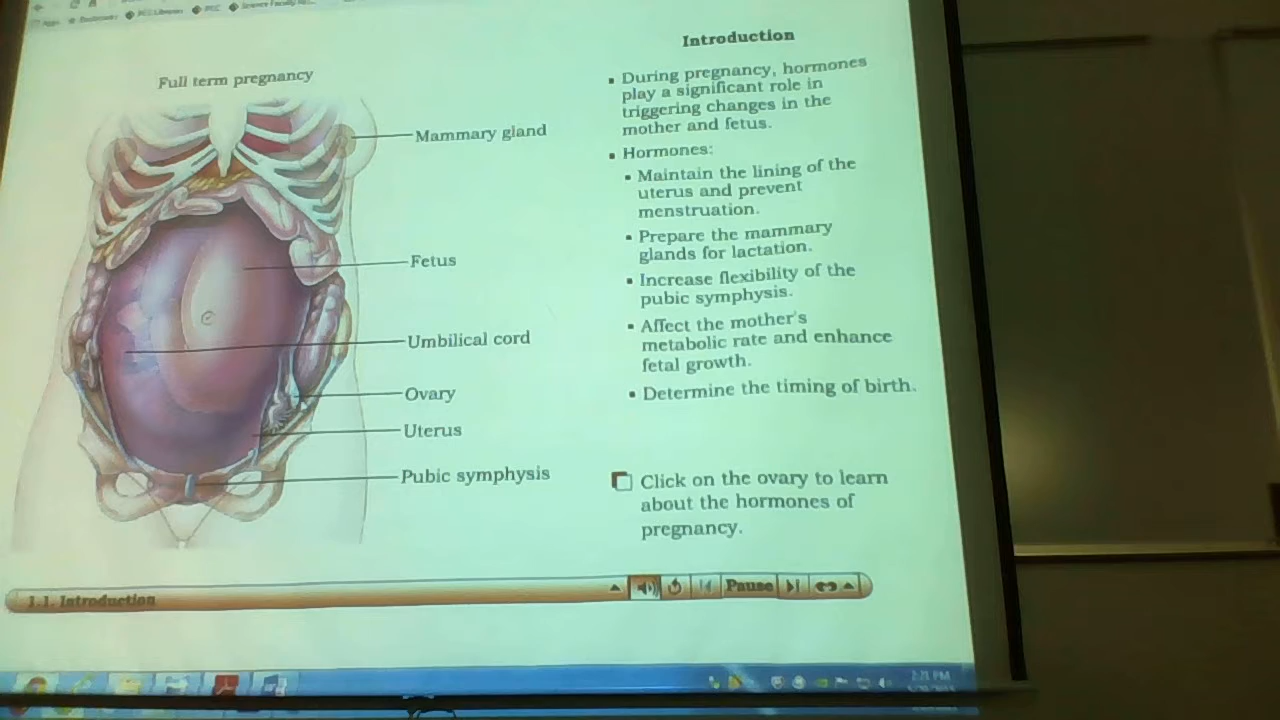 Introduction
Full term pregnancy
Mammary gland
Fetus
Umbilical cord
Ovary
Uterus
Pubic symphysis
▪ During pregnancy, hormones
play a significant role in
triggering changes in the
mother and fetus.
▪ Hormones:
▪ Maintain the lining of the
uterus and prevent
menstruation.
▪ Prepare the mammary
glands for lactation.
▪ Increase flexibility of the
pubic symphysis.
▪ Affect the mother's
metabolic rate and enhance
fetal growth.
▪ Determine the timing of birth.
Click on the ovary to learn
about the hormones of
pregnancy.
1.1. Introduction
Pause
2:21 PM